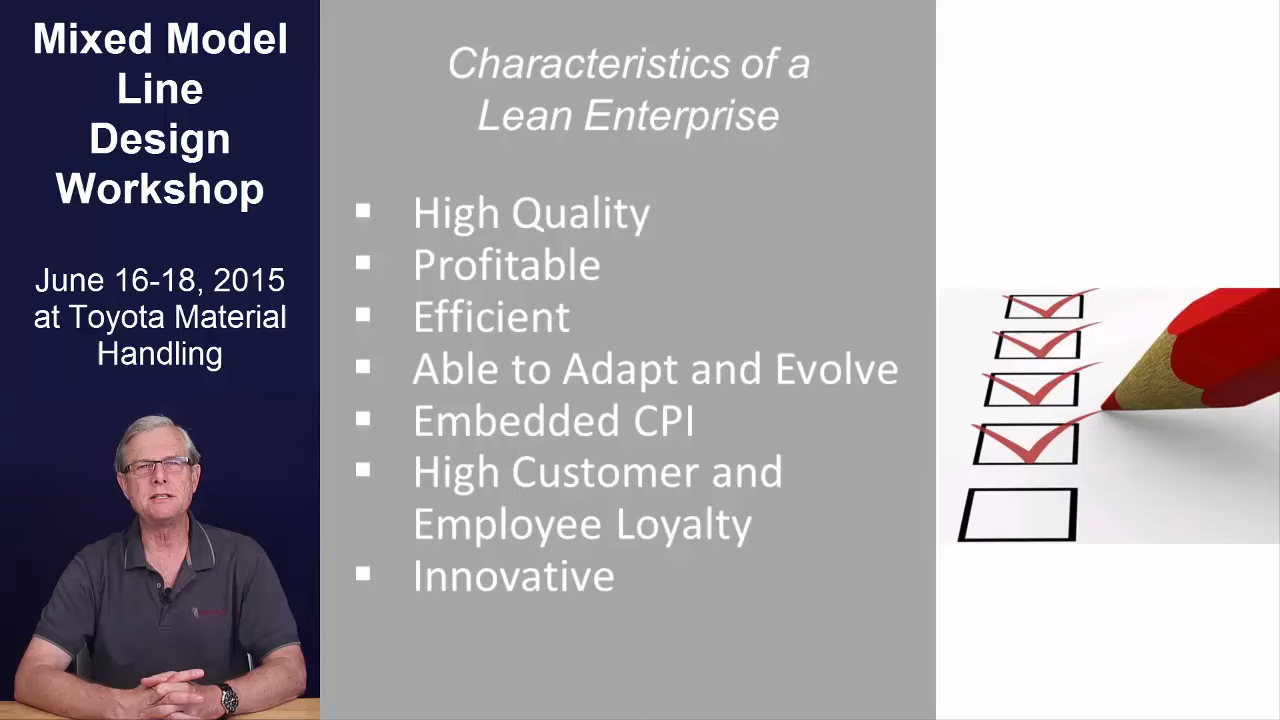 Mixed Model
Line
Design
Workshop
June 16-18, 2015
at Toyota Material
Handling
Characteristics of a
Lean Enterprise
▪ High Quality
▪ Profitable
▪ Efficient
▪ Able to Adapt and Evolve
▪ Embedded CPI
▪ High Customer and
Employee Loyalty
▪ Innovative